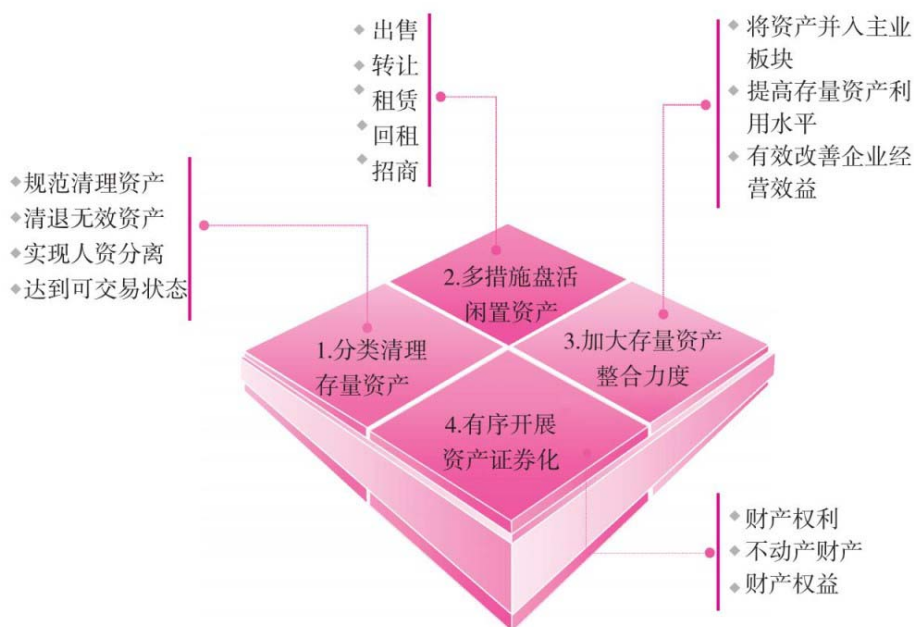 出售
转让
租赁
回租
招商
将资产并入主业
板块
提高存量资产利
用水平
有效改善企业经
营效益
规范清理资产
清退无效资产
实现人资分离
达到可交易状态
2.多措施盘活
闲置资产
1.分类清理
存量资产
3.加大存量资产
整合力度
4.有序开展
资产证券化
财产权利
不动产财产
财产权益